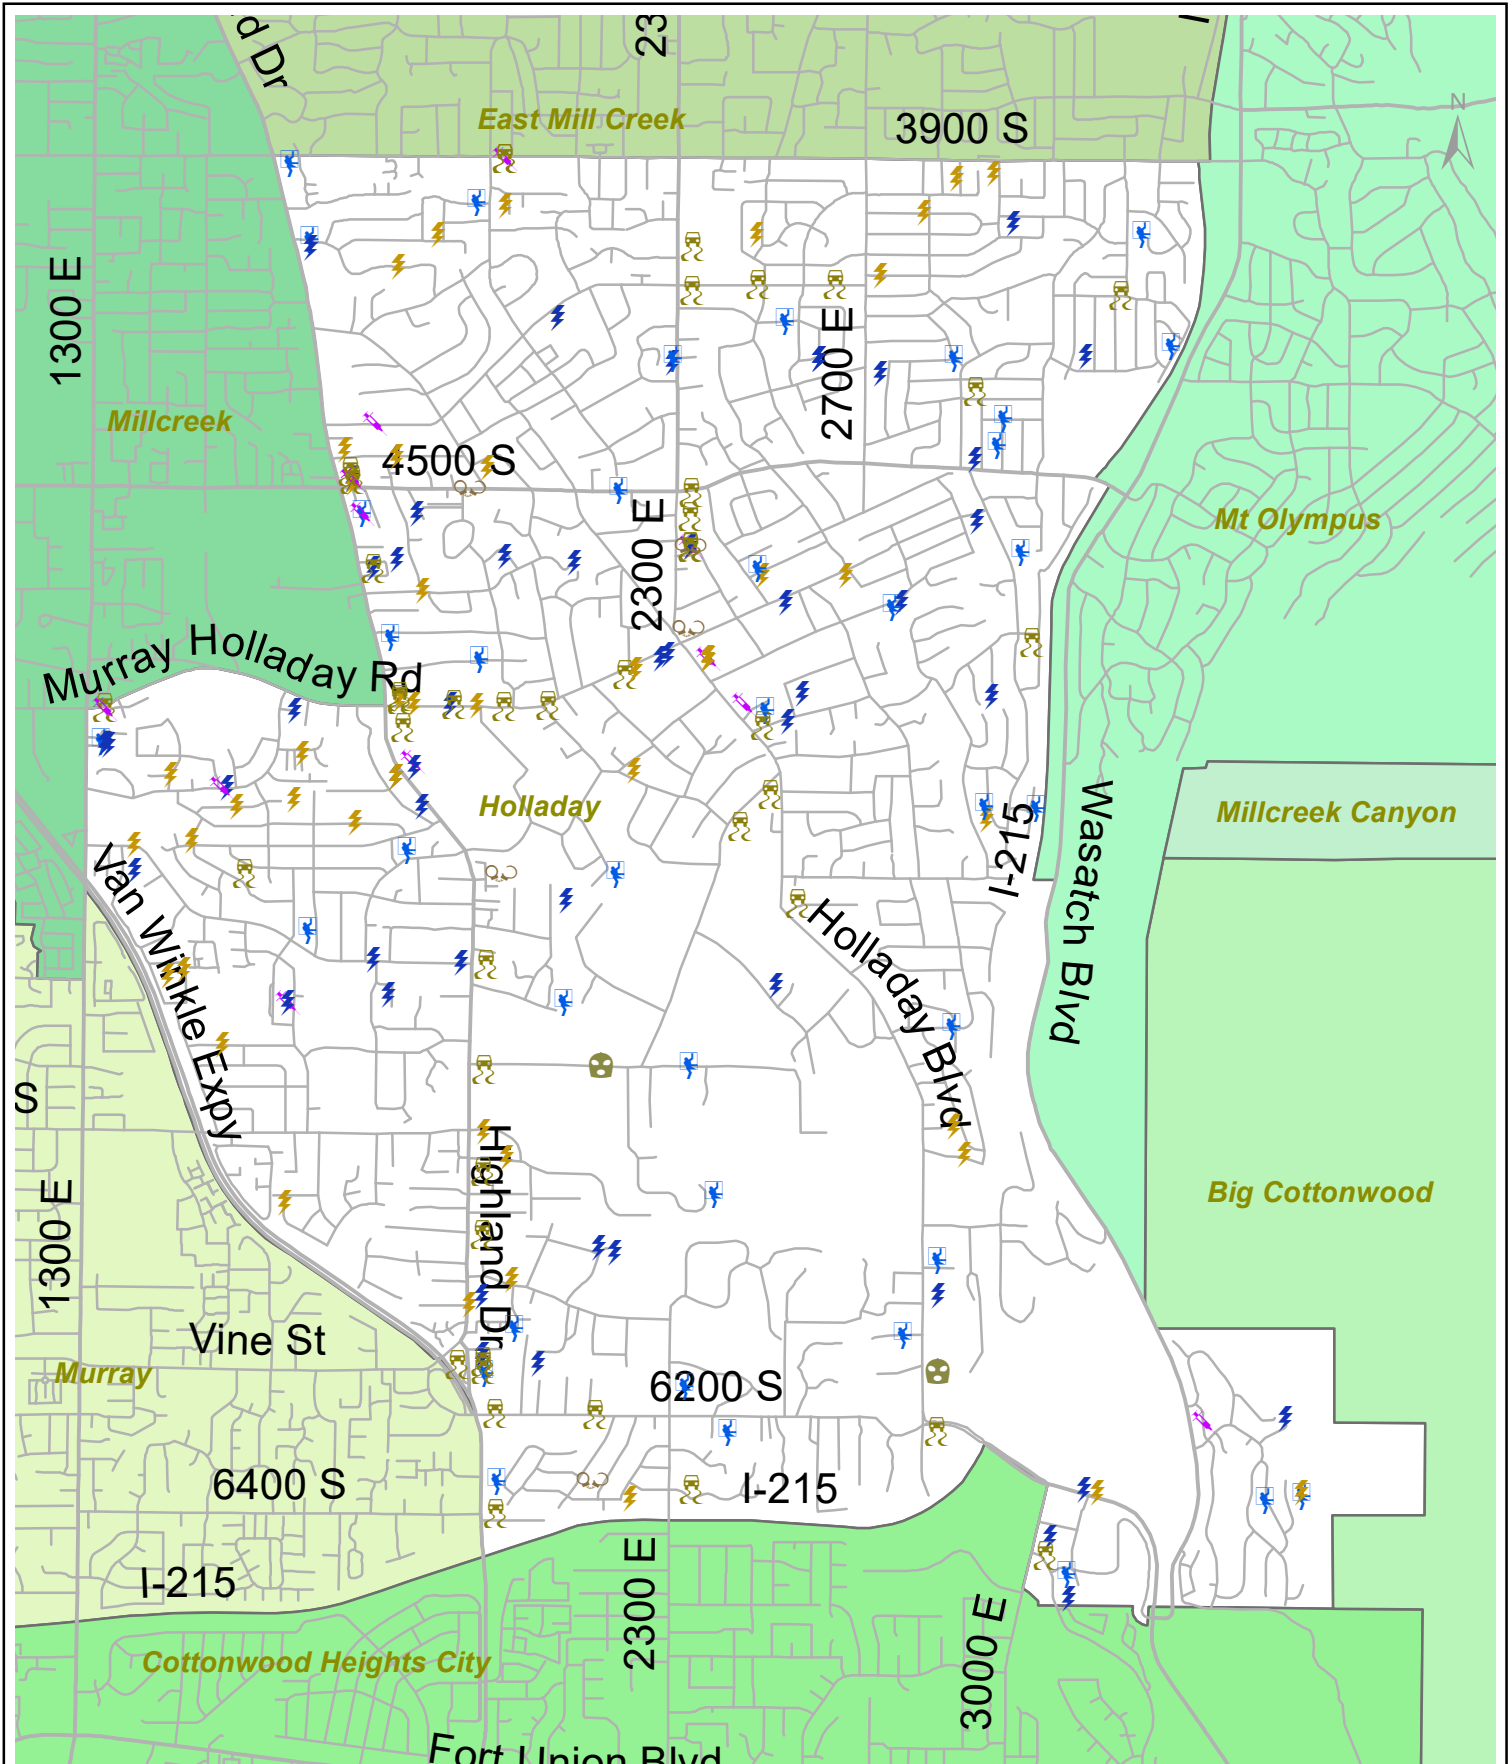 d Dr
23
East Mill Creek
3900 S
N
1300 E
2700 E
Millcreek
4500 S
2300 E
Mt Olympus
Murray Holladay Rd
Holladay
I-215
Wasatch Blvd
Millcreek Canyon
Van Winkle Expy
Holladay Blvd
S
Highland Dr
1300 E
Big Cottonwood
Vine St
Murray
6200 S
6400 S
I-215
I-215
2300 E
3000 E
Cottonwood Heights City
Fort Union Blvd